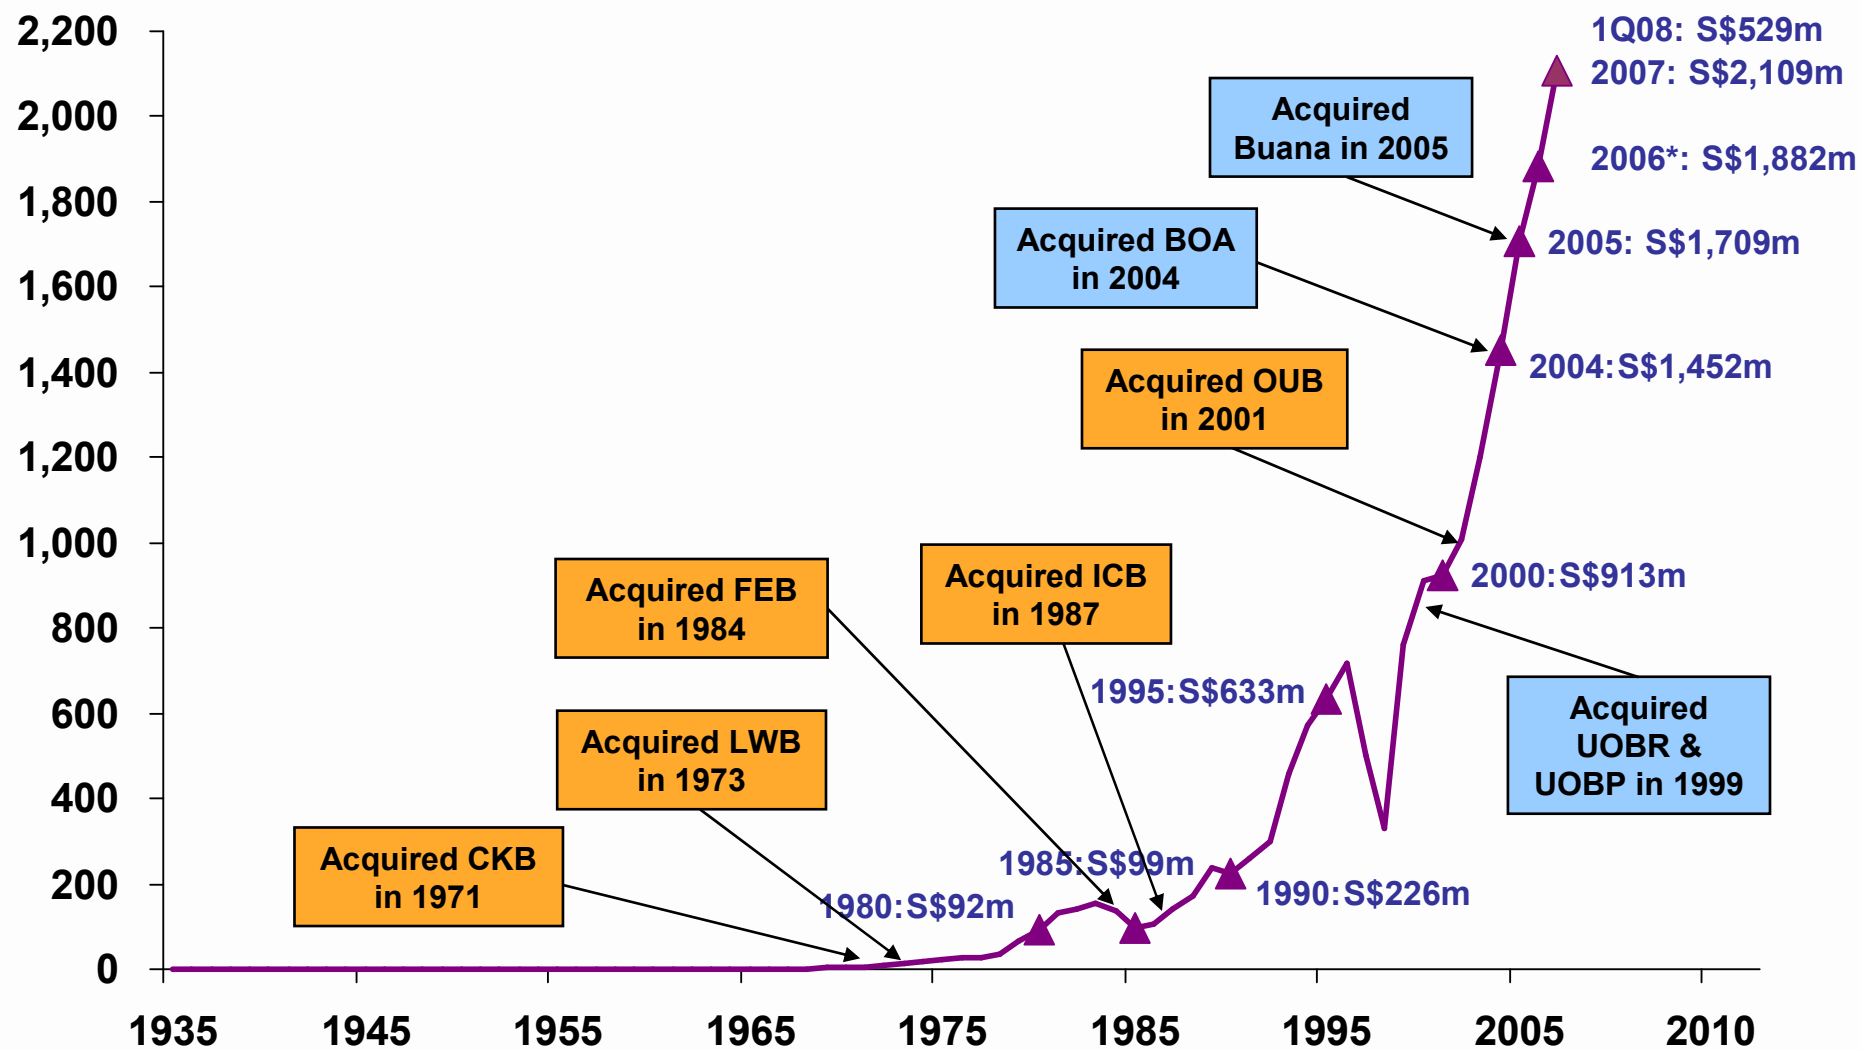 2,200
2,000
1,800
1,600
1,400
1,200
1,000
800
600
400
200
0
1935
1945
1955
1965
1975
1985
1995
2005
2010
1Q08: S$529m
2007: S$2,109m
2006*: S$1,882m
2005: S$1,709m
2004:S$1,452m
2000:S$913m
1995:S$633m
1990:S$226m
1985:S$99m
1980:S$92m
Acquired
Buana in 2005
Acquired BOA
in 2004
Acquired OUB
in 2001
Acquired ICB
in 1987
Acquired FEB
in 1984
Acquired LWB
in 1973
Acquired CKB
in 1971
Acquired
UOBR &
UOBP in 1999